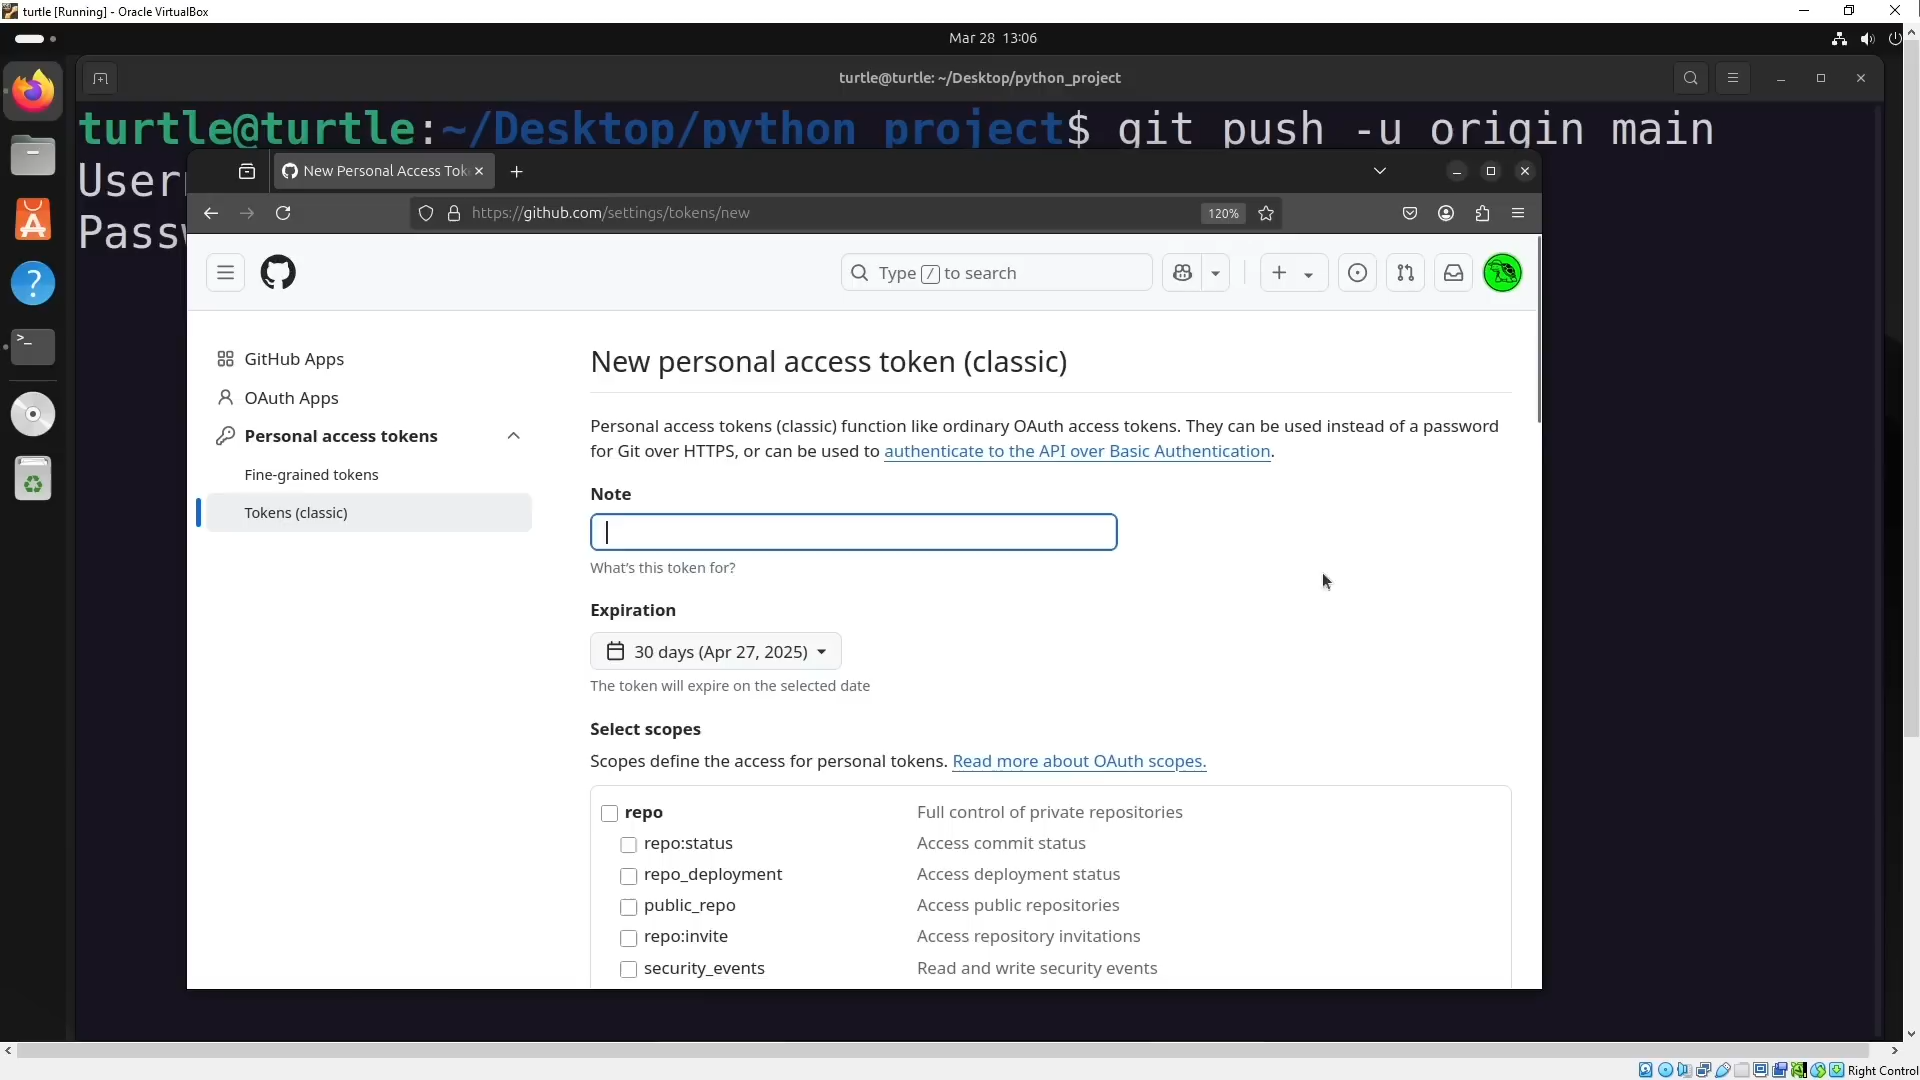 turtle [Running] - Oracle VirtualBox
Mar 28 13:06
turtle@turtle: ~/Desktop/python_project
turtle@turtle:~/Desktop/python_project$ git push -u origin main
User
Passw
New Personal Access Tok
https://github.com/settings/tokens/new
120%
Type / to search
GitHub Apps
OAuth Apps
Personal access tokens
Fine-grained tokens
Tokens (classic)
New personal access token (classic)
Personal access tokens (classic) function like ordinary OAuth access tokens. They can be used instead of a password
for Git over HTTPS, or can be used to authenticate to the API over Basic Authentication.
Note
What's this token for?
Expiration
30 days (Apr 27, 2025)
The token will expire on the selected date
Select scopes
Scopes define the access for personal tokens. Read more about OAuth scopes.
repo Full control of private repositories
repo:status Access commit status
repo_deployment Access deployment status
public_repo Access public repositories
repo:invite Access repository invitations
security_events Read and write security events
Right Control